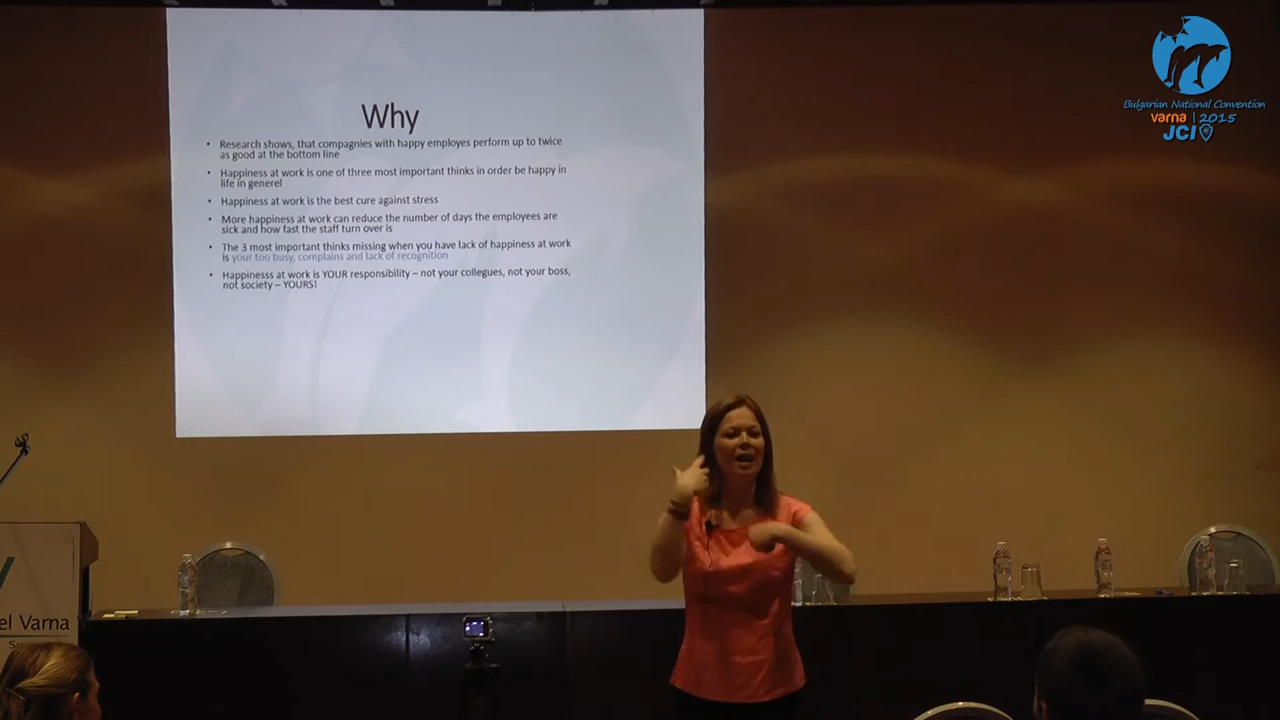 Why
• Research shows, that compagnies with happy employes perform up to twice
as good at the bottom line
• Happiness at work is one of three most important thinks in order be happy in
life in generel
• Happiness at work is the best cure against stress
• More happiness at work can reduce the number of days the employees are
sick and how fast the staff turn over is
• The 3 most important thinks missing when you have lack of happiness at work
is your too busy, complains and lack of recognition
• Happinesss at work is YOUR responsibility – not your collegues, not your boss,
not society – YOURS!
Bulgarian National Convention
varna | 2015
JCI
el Varna